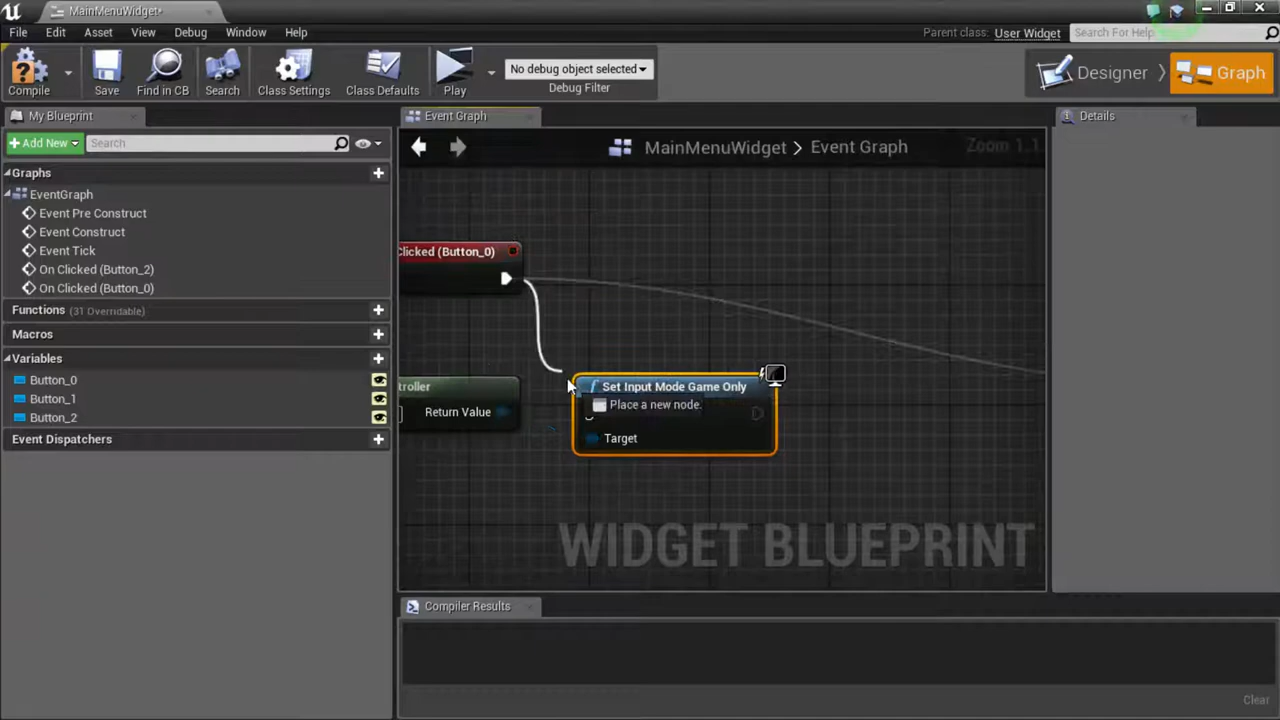 MainMenuWidget*
File Edit Asset View Debug Window Help
Parent class: User Widget
Search For Help
Compile
Save
Find in CB
Search
Class Settings
Class Defaults
Play
No debug object selected
Debug Filter
Designer
Graph
My Blueprint
Add New
Search
Graphs
EventGraph
Event Pre Construct
Event Construct
Event Tick
On Clicked (Button_2)
On Clicked (Button_0)
Functions (31 Overridable)
Macros
Variables
Button_0
Button_1
Button_2
Event Dispatchers
Event Graph
MainMenuWidget > Event Graph
Zoom 1:1
Clicked (Button_0)
troller
Return Value
Set Input Mode Game Only
Place a new node.
Target
WIDGET BLUEPRINT
Compiler Results
Clear
Details